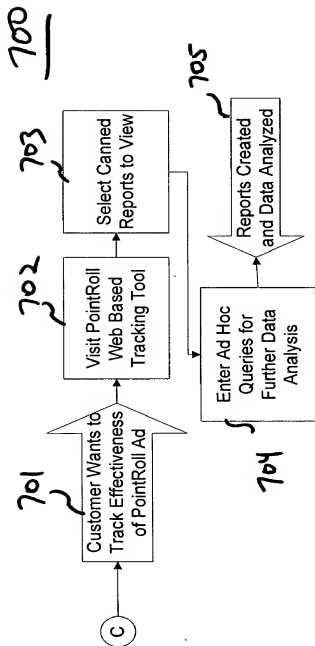 700
C
701
Customer Wants to
Track Effectiveness
of PointRoll Ad
702
Visit PointRoll
Web Based
Tracking Tool
703
Select Canned
Reports to View
704
Enter Ad Hoc
Queries for
Further Data
Analysis
705
Reports Created
and Data Analyzed